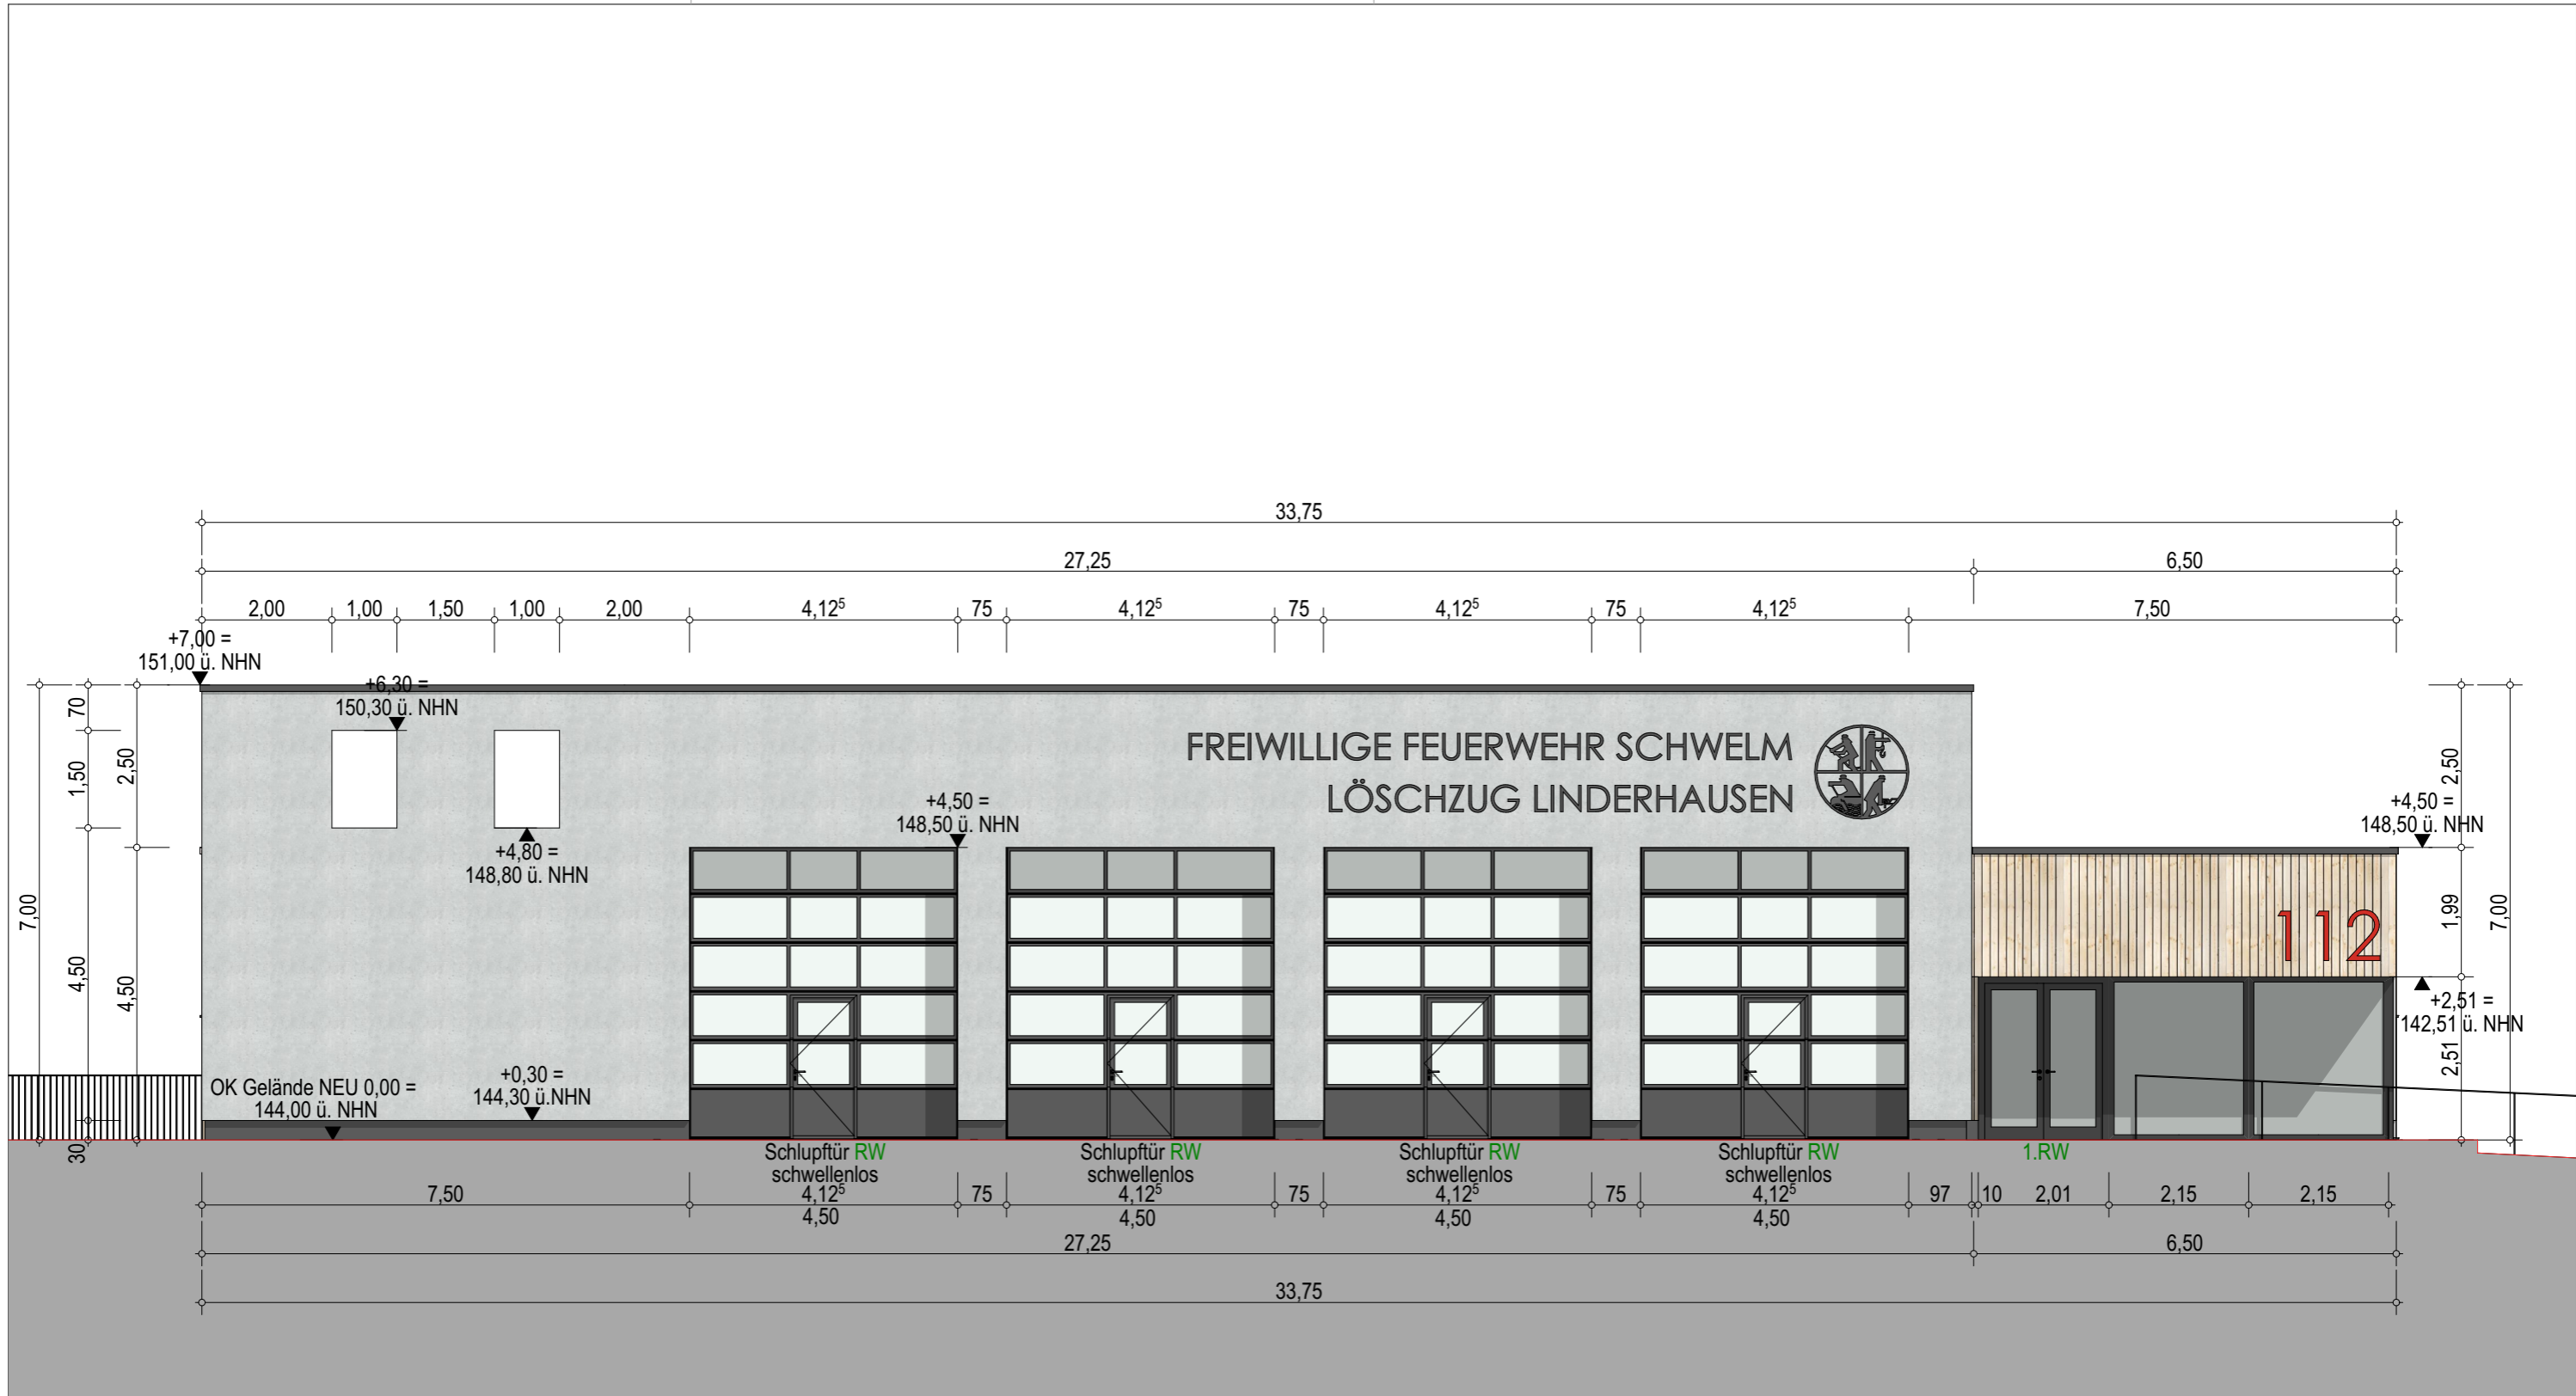 33,75
27,25
6,50
2,00
1,00
1,50
1,00
2,00
4,12⁵
75
4,12⁵
75
4,12⁵
75
4,12⁵
7,50
+7,00 =
151,00 ü. NHN
+6,30 =
150,30 ü. NHN
70
1,50
2,50
7,00
4,50
4,50
30
FREIWILLIGE FEUERWEHR SCHWELM
LÖSCHZUG LINDERHAUSEN
+4,50 =
148,50 ü. NHN
+4,80 =
148,80 ü. NHN
+4,50 =
148,50 ü. NHN
2,50
1,99
7,00
2,51
112
+2,51 =
142,51 ü. NHN
OK Gelände NEU 0,00 =
144,00 ü. NHN
+0,30 =
144,30 ü.NHN
Schlupftür RW
schwellenlos
Schlupftür RW
schwellenlos
Schlupftür RW
schwellenlos
Schlupftür RW
schwellenlos
1.RW
7,50
4,12⁵
4,50
75
4,12⁵
4,50
75
4,12⁵
4,50
75
4,12⁵
4,50
97
10
2,01
2,15
2,15
27,25
6,50
33,75